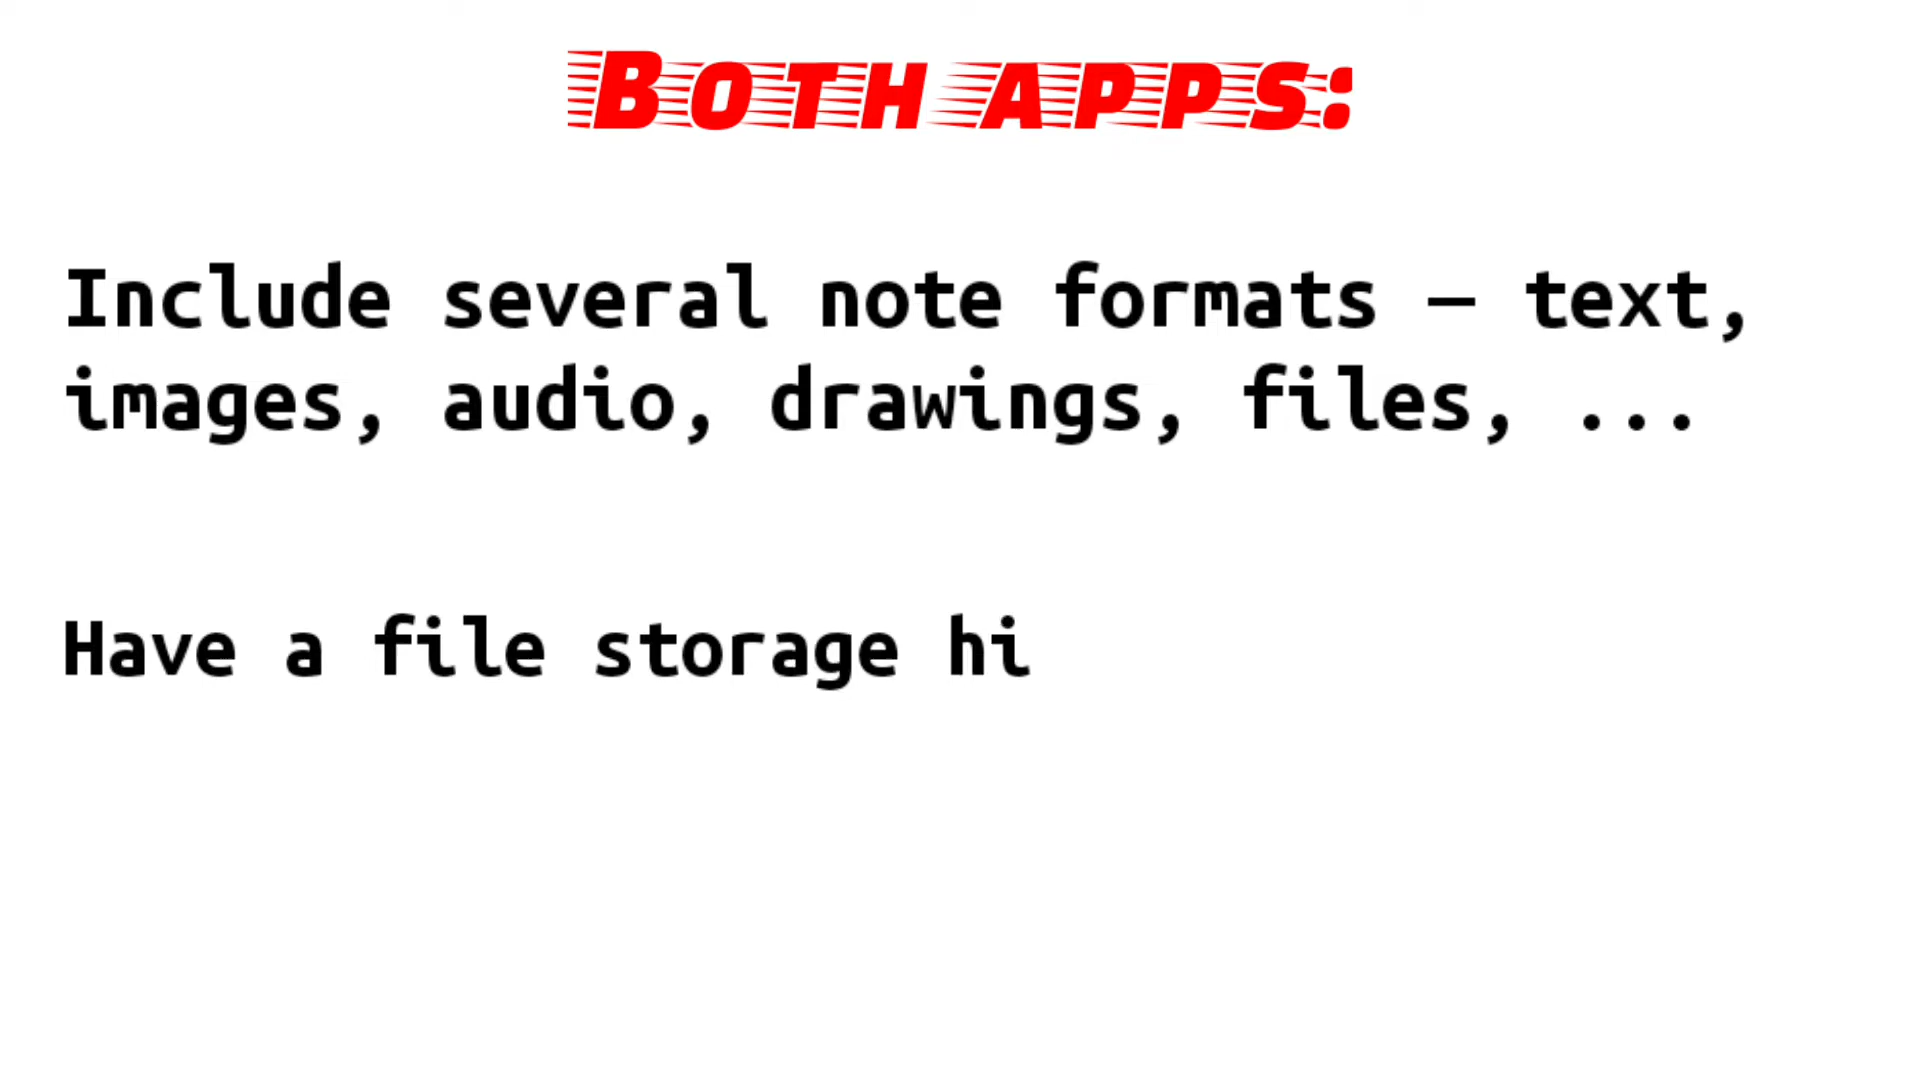 Both apps:
Include several note formats — text,
images, audio, drawings, files, ...
Have a file storage hi